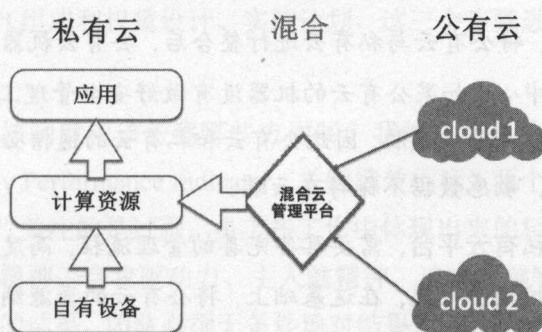 私有云
混合
公有云
应用
cloud 1
计算资源
混合云
管理平台
自有设备
cloud 2